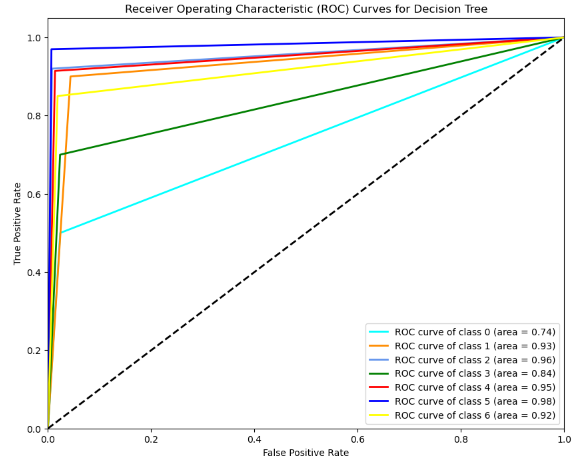 Receiver Operating Characteristic (ROC) Curves for Decision Tree
1.0
0.8
0.6
0.4
0.2
0.0
True Positive Rate
ROC curve of class 0 (area = 0.74)
ROC curve of class 1 (area = 0.93)
ROC curve of class 2 (area = 0.96)
ROC curve of class 3 (area = 0.84)
ROC curve of class 4 (area = 0.95)
ROC curve of class 5 (area = 0.98)
ROC curve of class 6 (area = 0.92)
0.0 0.2 0.4 0.6 0.8 1.0
False Positive Rate